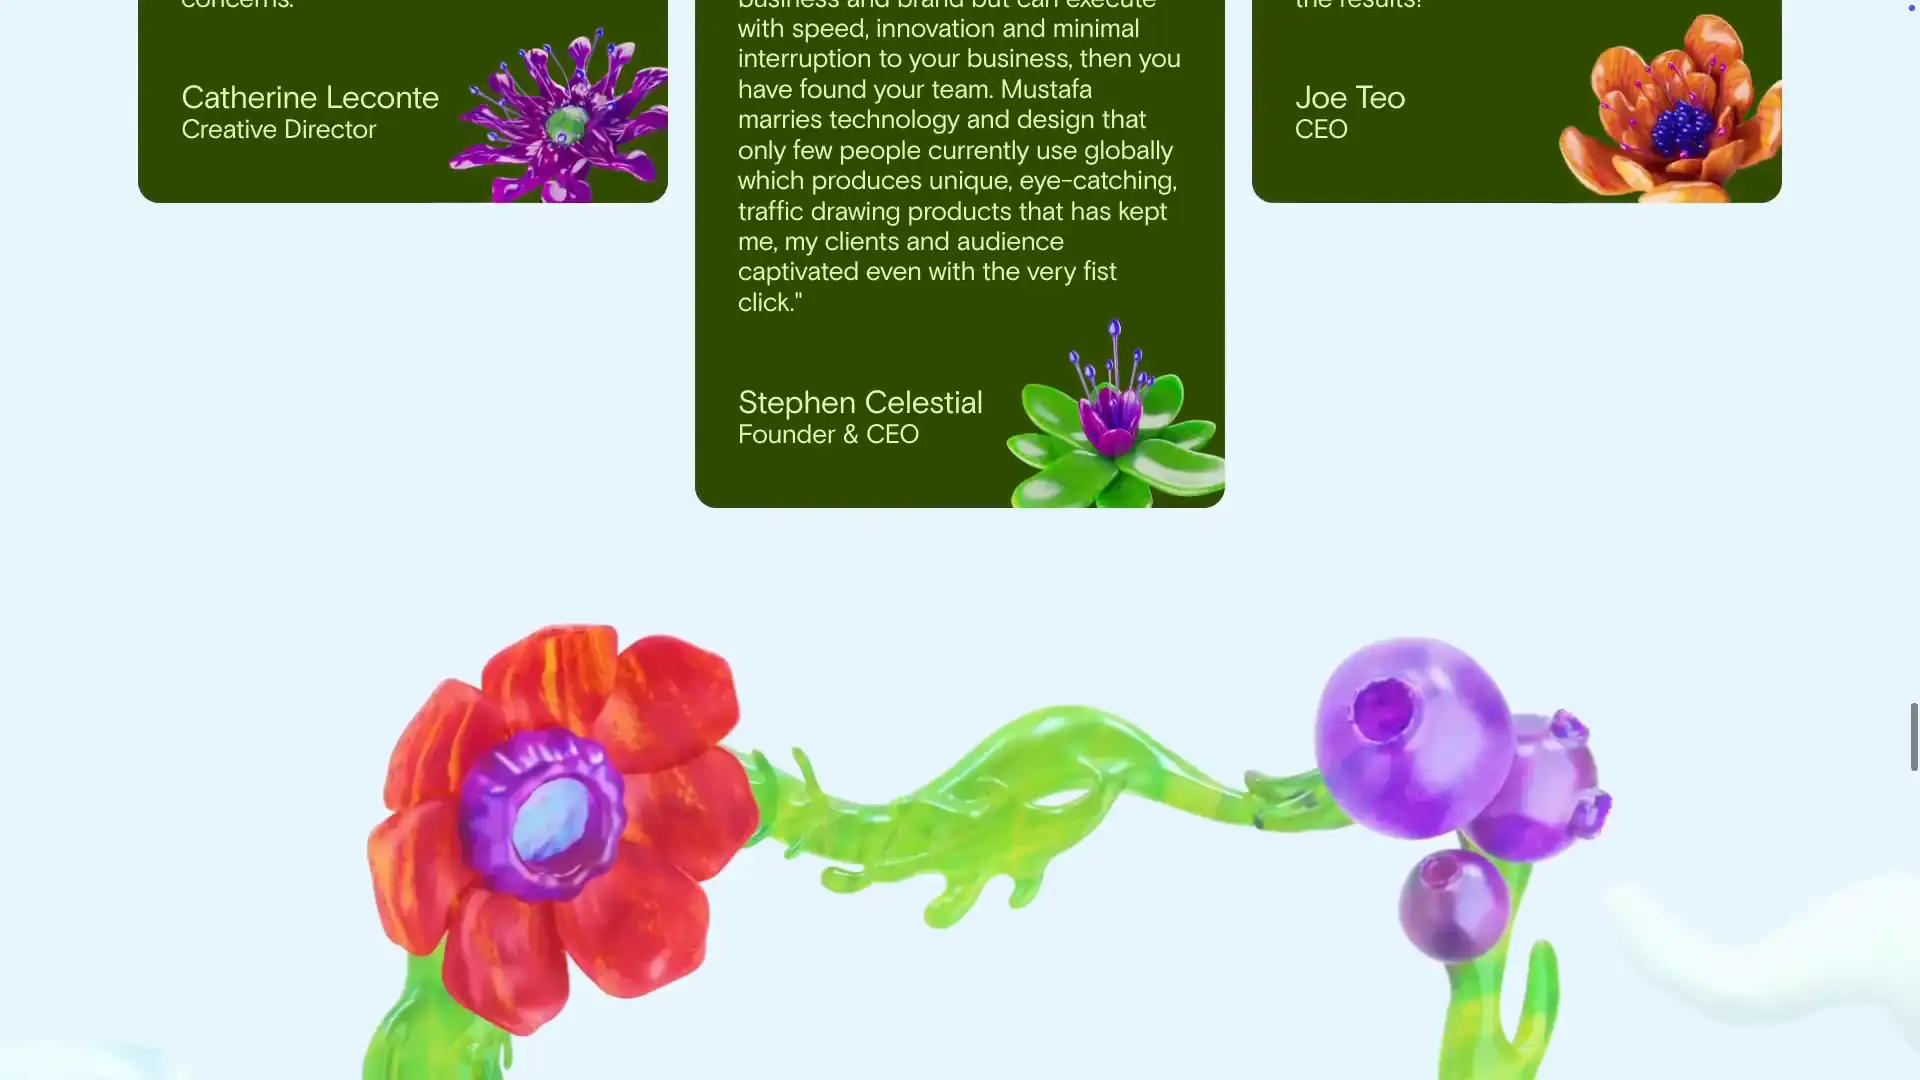 concerns.
Catherine Leconte
Creative Director
business and brand but can execute
with speed, innovation and minimal
interruption to your business, then you
have found your team. Mustafa
marries technology and design that
only few people currently use globally
which produces unique, eye-catching,
traffic drawing products that has kept
me, my clients and audience
captivated even with the very fist
click."
Stephen Celestial
Founder & CEO
the results!
Joe Teo
CEO